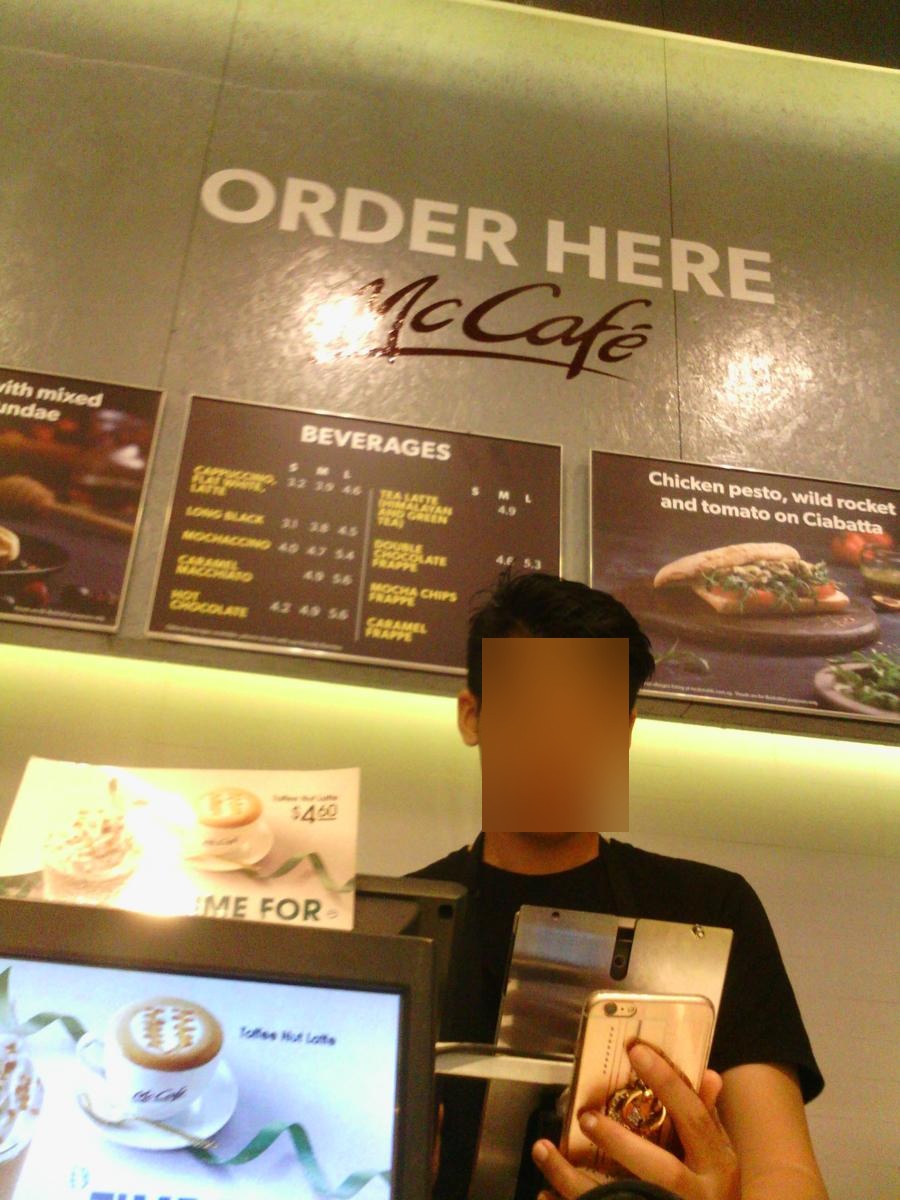 ORDER HERE
McCafé
with mixed
undae
BEVERAGES
S M L
CAPPUCCINO, 3.2 3.9 4.6
FLAT WHITE,
LATTE
LONG BLACK 3.1 3.8 4.5
MOCHACCINO 4.0 4.7 5.4
CARAMEL 4.9 5.6
MACCHIATO
HOT 4.2 4.9 5.6
CHOCOLATE
S M L
TEA LATTE 4.9
(HIMALAYAN
AND GREEN
TEA)
DOUBLE
CHOCOLATE 4.6 5.3
FRAPPE
MOCHA CHIPS
FRAPPE
CARAMEL
FRAPPE
Chicken pesto, wild rocket
and tomato on Ciabatta
Toffee Nut Latte
$4.60
IME FOR
Toffee Nut Latte
McCafé